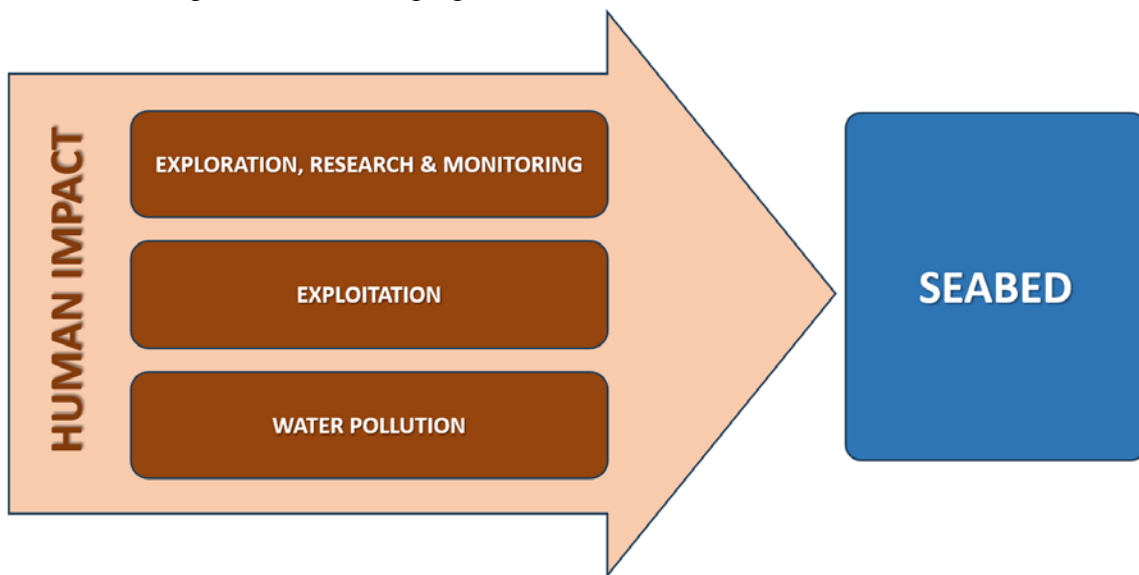 HUMAN IMPACT
EXPLORATION, RESEARCH & MONITORING
EXPLOITATION
WATER POLLUTION
SEABED